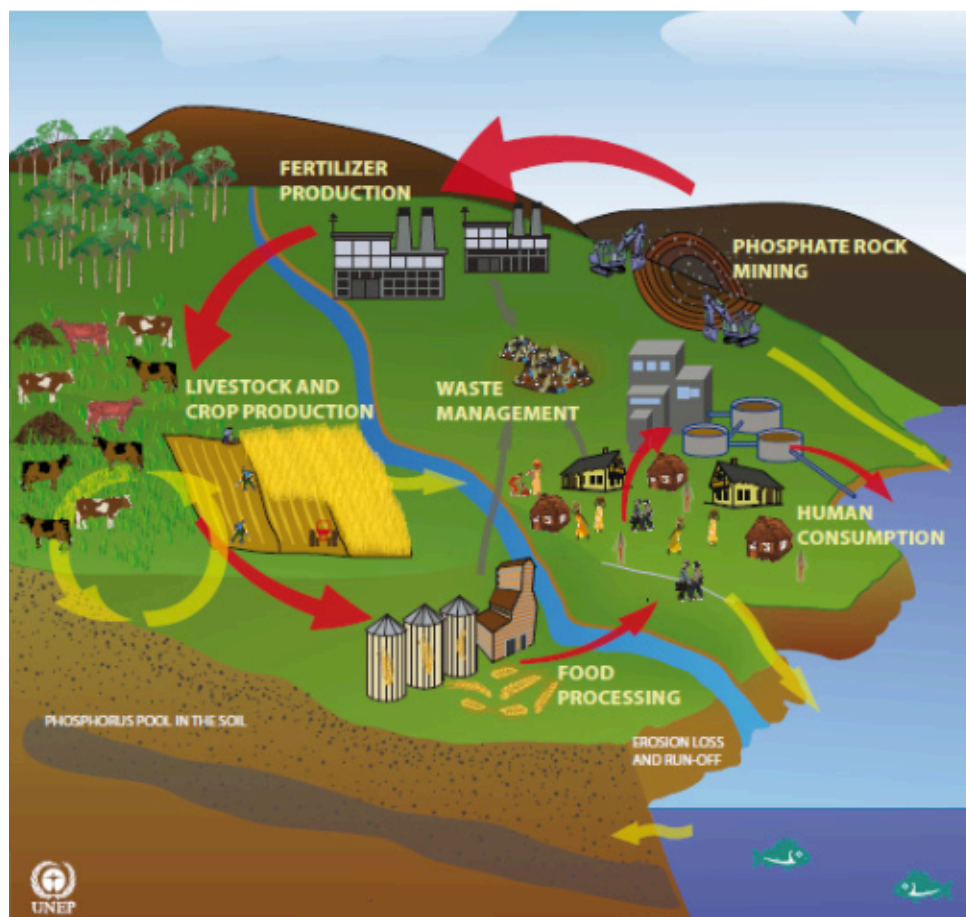 FERTILIZER
PRODUCTION
PHOSPHATE ROCK
MINING
LIVESTOCK AND
CROP PRODUCTION
WASTE
MANAGEMENT
HUMAN
CONSUMPTION
FOOD
PROCESSING
PHOSPHORUS POOL IN THE SOIL
EROSION LOSS
AND RUN-OFF
UNEP